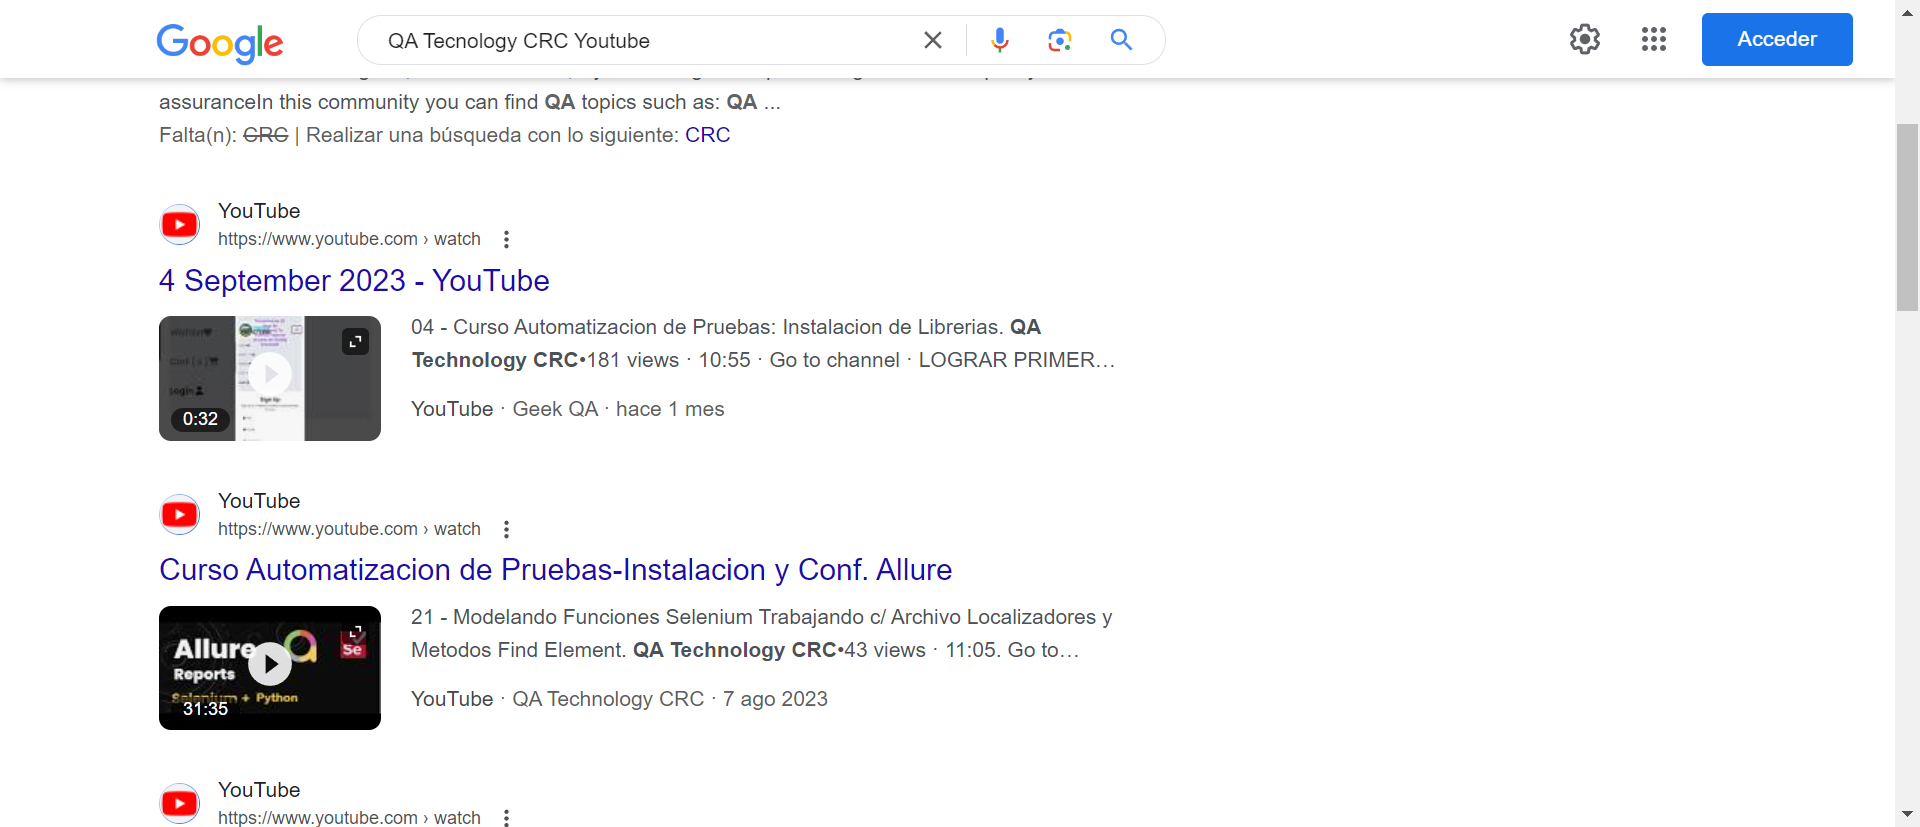 Google
QA Tecnology CRC Youtube
Acceder
assuranceIn this community you can find QA topics such as: QA ...
Falta(n): CRC | Realizar una búsqueda con lo siguiente: CRC
YouTube
https://www.youtube.com › watch
4 September 2023 - YouTube
04 - Curso Automatizacion de Pruebas: Instalacion de Librerias. QA
Technology CRC•181 views · 10:55 · Go to channel · LOGRAR PRIMER…
0:32
YouTube · Geek QA · hace 1 mes
YouTube
https://www.youtube.com › watch
Curso Automatizacion de Pruebas-Instalacion y Conf. Allure
21 - Modelando Funciones Selenium Trabajando c/ Archivo Localizadores y
Metodos Find Element. QA Technology CRC•43 views · 11:05. Go to…
Allure
Reports
Se
Selenium + Python
31:35
YouTube · QA Technology CRC · 7 ago 2023
YouTube
https://www.youtube.com › watch